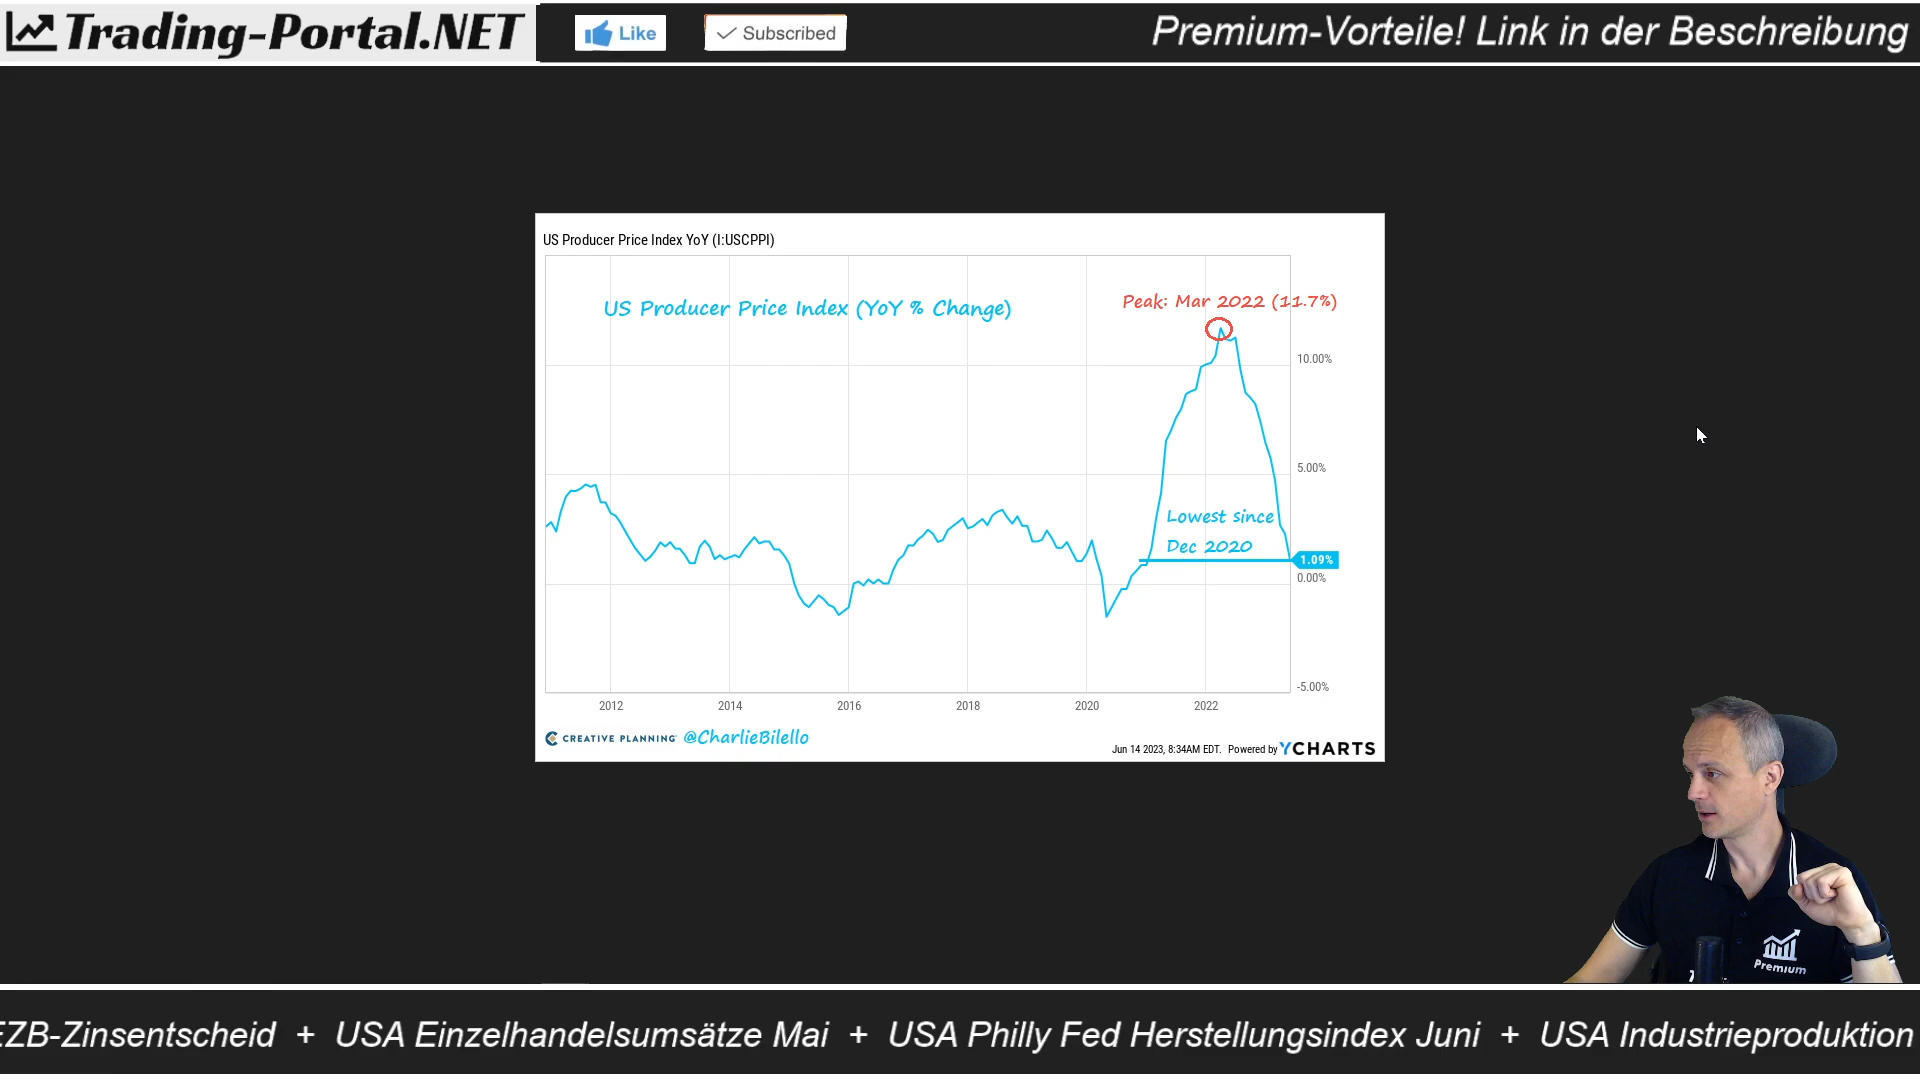 Trading-Portal.NET
Like
Subscribed
Premium-Vorteile! Link in der Beschreibung
US Producer Price Index YoY (I:USCPPI)
US Producer Price Index (YoY % Change)
Peak: Mar 2022 (11.7%)
10.00%
5.00%
Lowest since
Dec 2020
1.09%
0.00%
-5.00%
2012 2014 2016 2018 2020 2022
CREATIVE PLANNING @CharlieBilello
Jun 14 2023, 8:34AM EDT. Powered by YCHARTS
Premium
EZB-Zinsentscheid + USA Einzelhandelsumsätze Mai + USA Philly Fed Herstellungsindex Juni + USA Industrieproduktion